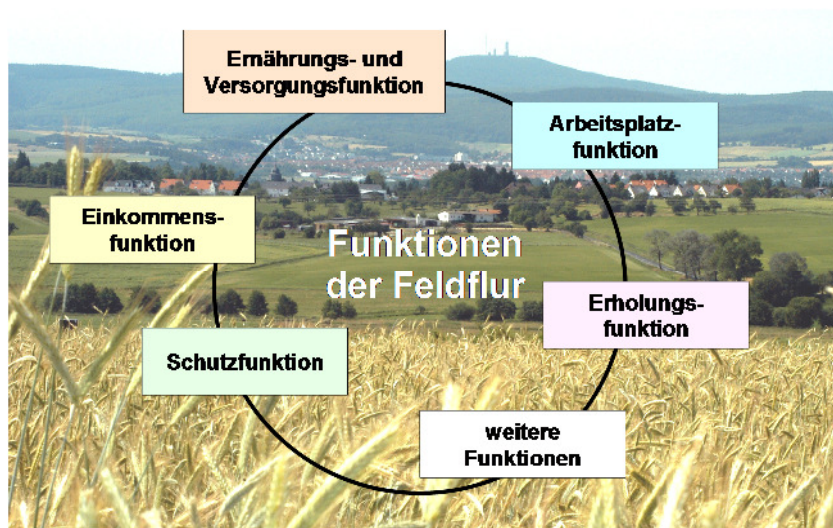 Ernährungs- und
Versorgungsfunktion
Arbeitsplatz-
funktion
Einkommens-
funktion
Funktionen
der Feldflur
Erholungs-
funktion
Schutzfunktion
weitere
Funktionen